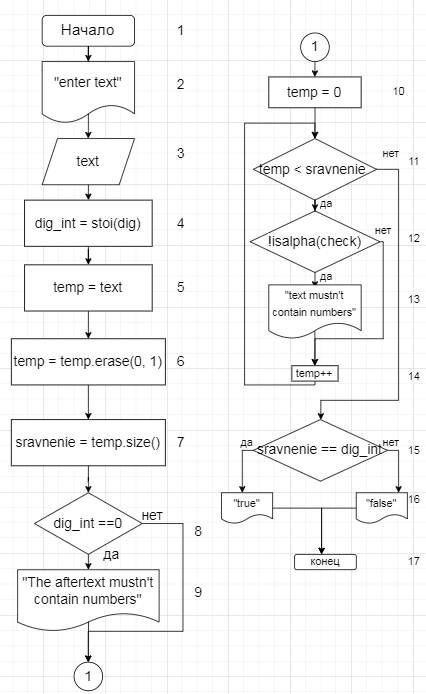 Начало
1
"enter text"
2
text
3
dig_int = stoi(dig)
4
temp = text
5
temp = temp.erase(0, 1)
6
sravnenie = temp.size()
7
dig_int ==0
нет
8
да
"The aftertext mustn't
contain numbers"
9
1
1
temp = 0
10
temp < sravnenie
нет
11
да
!isalpha(check)
нет
12
да
"text mustn't
contain numbers"
13
temp++
14
sravnenie == dig_int
да
нет
15
"true"
"false"
16
конец
17